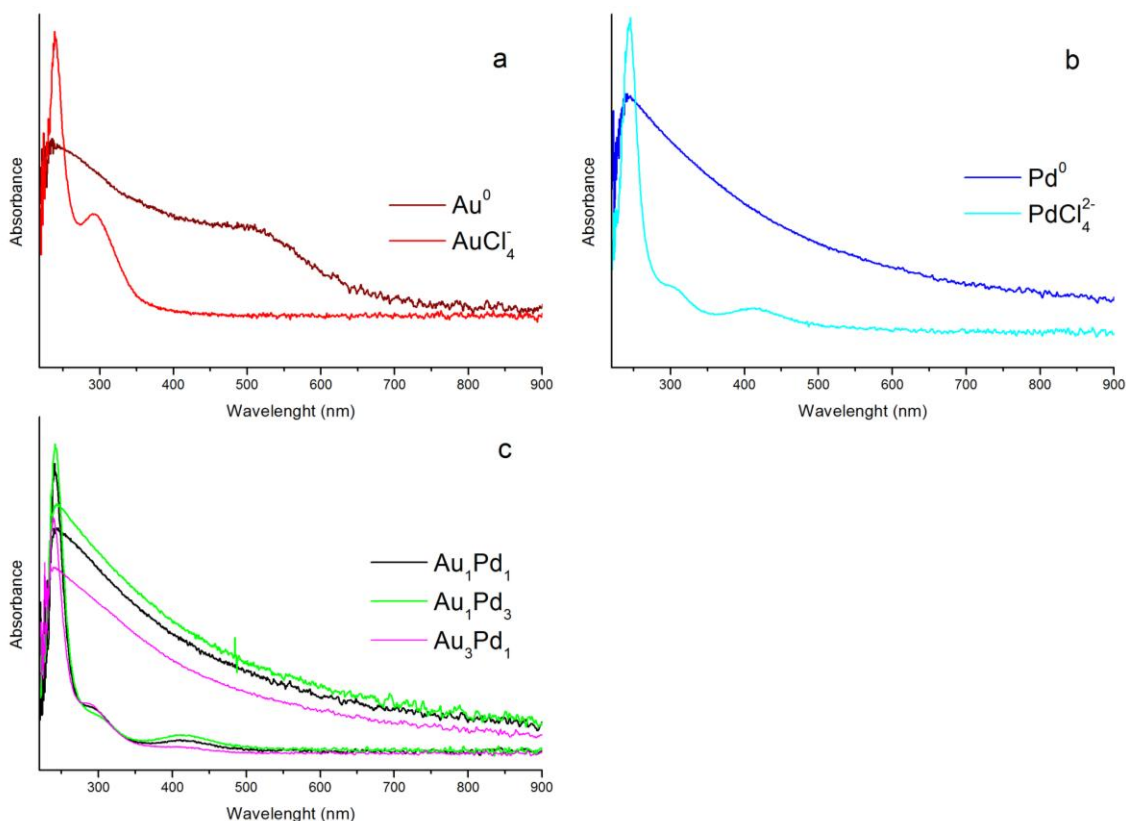 a
Absorbance
Au⁰
AuCl₄⁻
300 400 500 600 700 800 900
Wavelenght (nm)
b
Absorbance
Pd⁰
PdCl₄²⁻
300 400 500 600 700 800 900
Wavelenght (nm)
c
Absorbance
Au₁Pd₁
Au₁Pd₃
Au₃Pd₁
300 400 500 600 700 800 900
Wavelenght (nm)